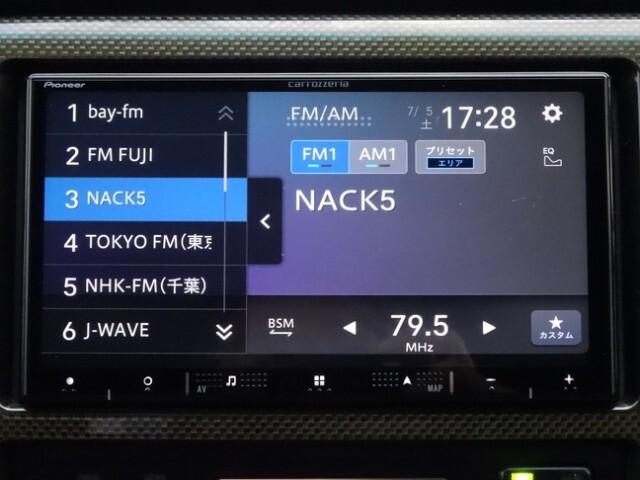 Pioneer
carrozzeria
1 bay-fm
2 FM FUJI
3 NACK5
4 TOKYO FM(東京
5 NHK-FM(千葉)
6 J-WAVE
FM/AM
7/ 5
土
17:28
FM1
AM1
プリセット
エリア
EQ
NACK5
BSM
79.5
MHz
カスタム
AV
MAP